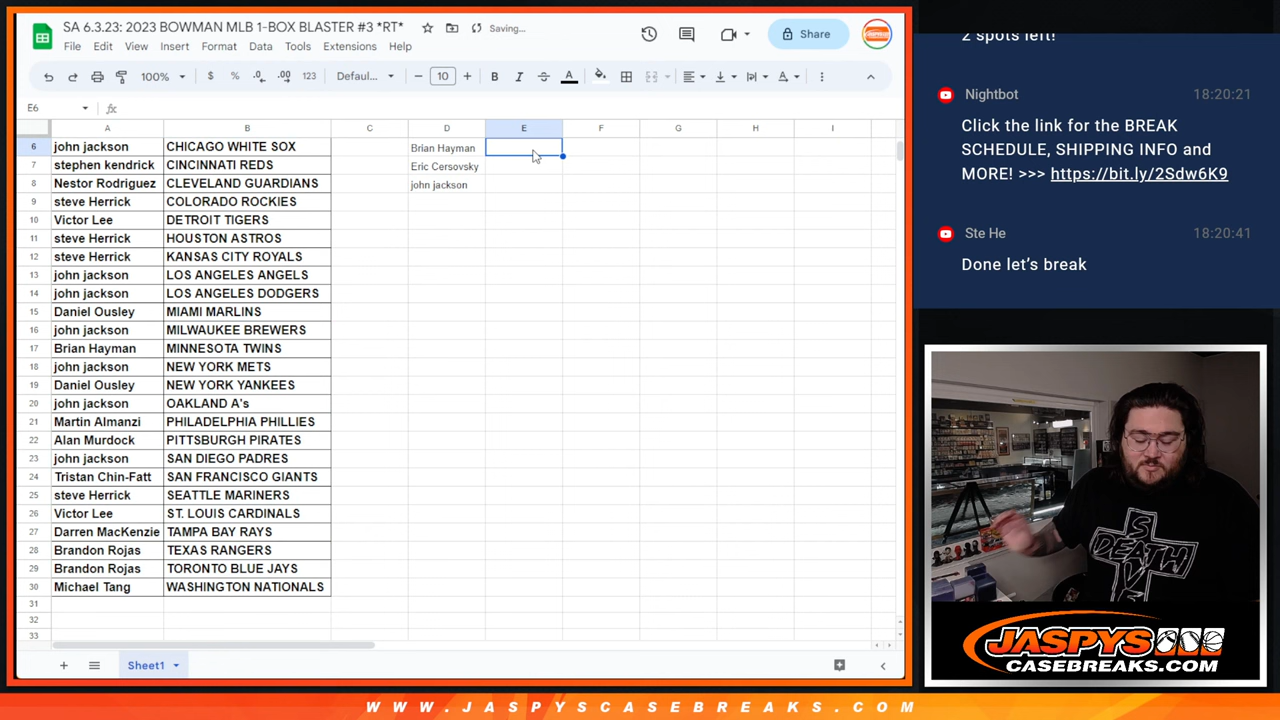 SA 6.3.23: 2023 BOWMAN MLB 1-BOX BLASTER #3 *RT* Saving...
File Edit View Insert Format Data Tools Extensions Help
Share
100% $ % .0 .00 123 Defaul... 10 B I A
E6
A B C D E F G H I
6 john jackson CHICAGO WHITE SOX Brian Hayman
7 stephen kendrick CINCINNATI REDS Eric Cersovsky
8 Nestor Rodriguez CLEVELAND GUARDIANS john jackson
9 steve Herrick COLORADO ROCKIES
10 Victor Lee DETROIT TIGERS
11 steve Herrick HOUSTON ASTROS
12 steve Herrick KANSAS CITY ROYALS
13 john jackson LOS ANGELES ANGELS
14 john jackson LOS ANGELES DODGERS
15 Daniel Ousley MIAMI MARLINS
16 john jackson MILWAUKEE BREWERS
17 Brian Hayman MINNESOTA TWINS
18 john jackson NEW YORK METS
19 Daniel Ousley NEW YORK YANKEES
20 john jackson OAKLAND A's
21 Martin Almanzi PHILADELPHIA PHILLIES
22 Alan Murdock PITTSBURGH PIRATES
23 john jackson SAN DIEGO PADRES
24 Tristan Chin-Fatt SAN FRANCISCO GIANTS
25 steve Herrick SEATTLE MARINERS
26 Victor Lee ST. LOUIS CARDINALS
27 Darren MacKenzie TAMPA BAY RAYS
28 Brandon Rojas TEXAS RANGERS
29 Brandon Rojas TORONTO BLUE JAYS
30 Michael Tang WASHINGTON NATIONALS
31
32
33
Sheet1
2 spots left!
Nightbot 18:20:21
Click the link for the BREAK
SCHEDULE, SHIPPING INFO and
MORE! >>> https://bit.ly/2Sdw6K9
Ste He 18:20:41
Done let's break
DEATH
SAVE
JASPYS
CASEBREAKS.COM
WWW.JASPYSCASEBREAKS.COM